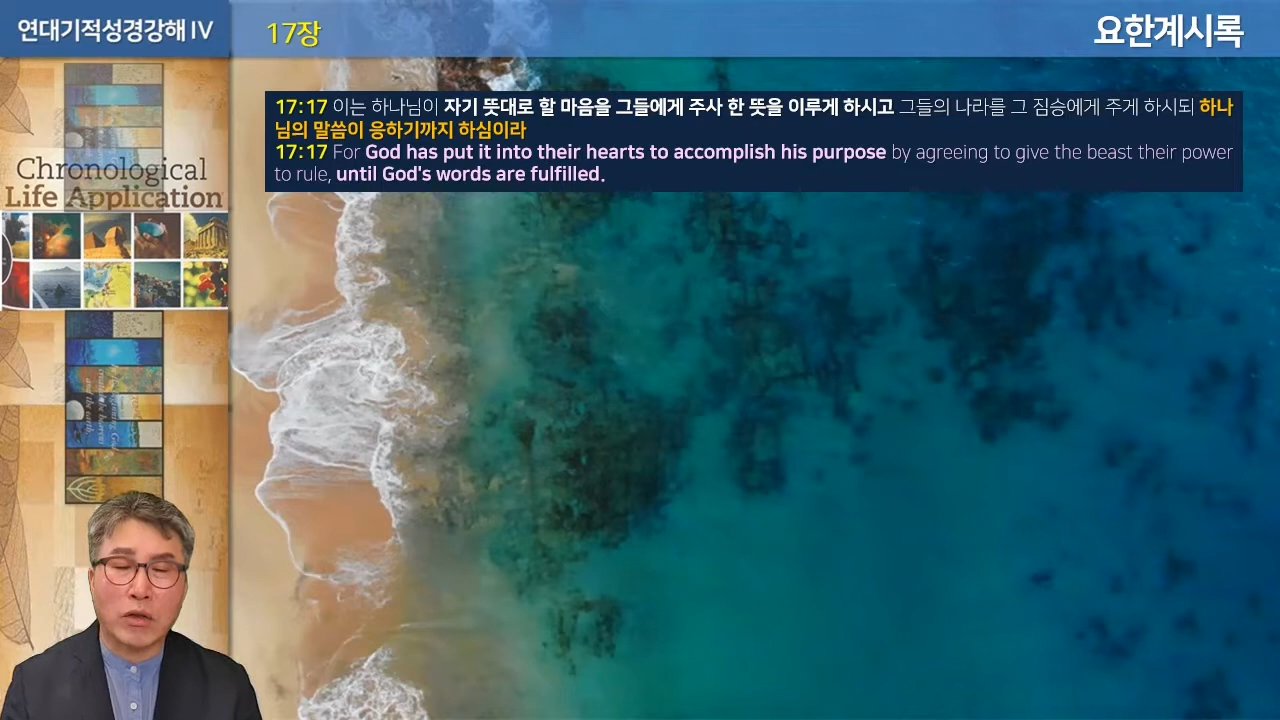 연대기적성경강해 IV
17장
요한계시록
17:17 이는 하나님이 자기 뜻대로 할 마음을 그들에게 주사 한 뜻을 이루게 하시고 그들의 나라를 그 짐승에게 주게 하시되 하나
님의 말씀이 응하기까지 하심이라
17:17 For God has put it into their hearts to accomplish his purpose by agreeing to give the beast their power
to rule, until God's words are fulfilled.
Chronological
Life Application